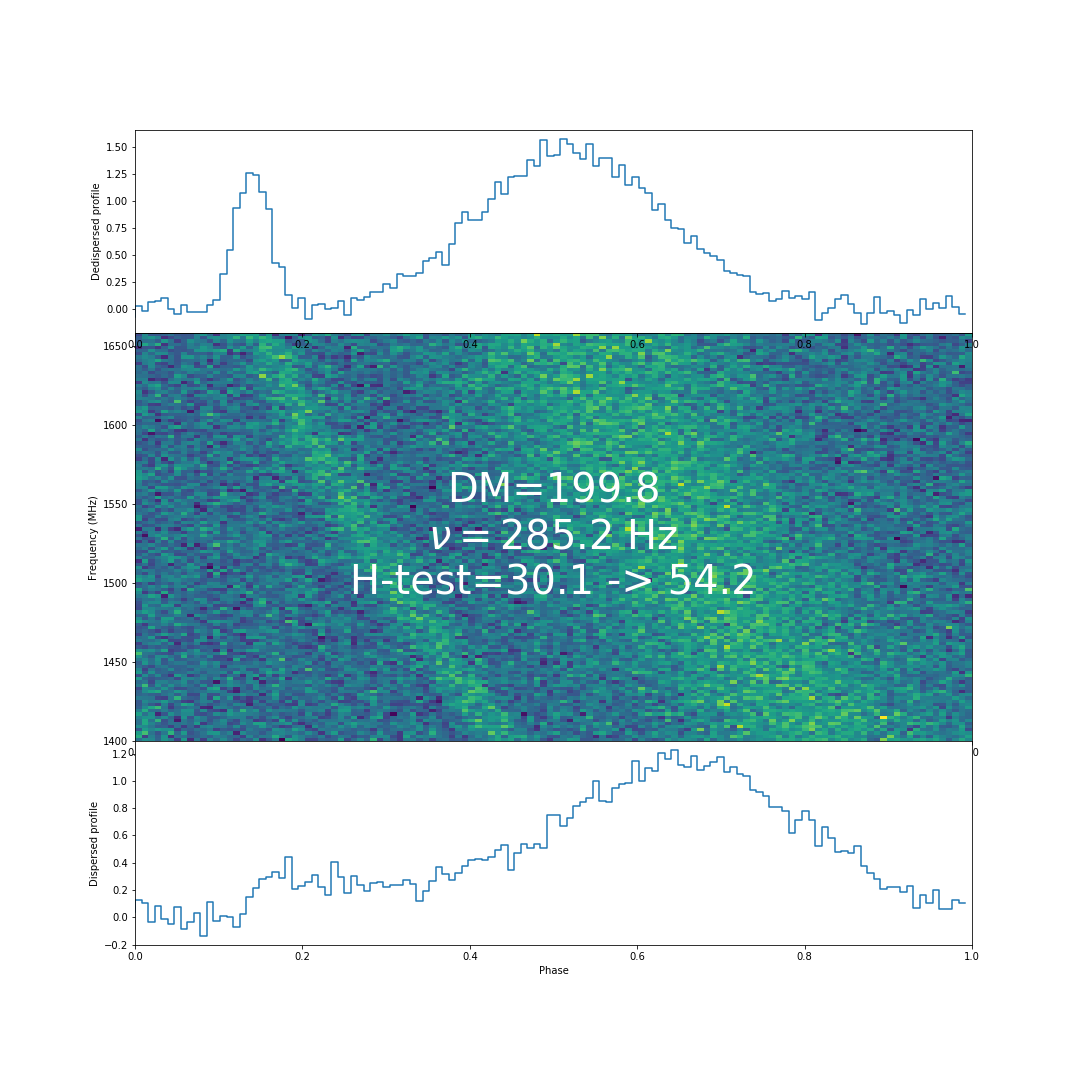 1.50
1.25
1.00
0.75
0.50
0.25
0.00
Dedispersed profile
0.0 0.2 0.4 0.6 0.8 1.0
1650
1600
1550
1500
1450
1400
Frequency (MHz)
DM=199.8
ν = 285.2 Hz
H-test=30.1 -> 54.2
1.2
1.0
0.8
0.6
0.4
0.2
0.0
−0.2
Dispersed profile
0.0 0.2 0.4 0.6 0.8 1.0
Phase